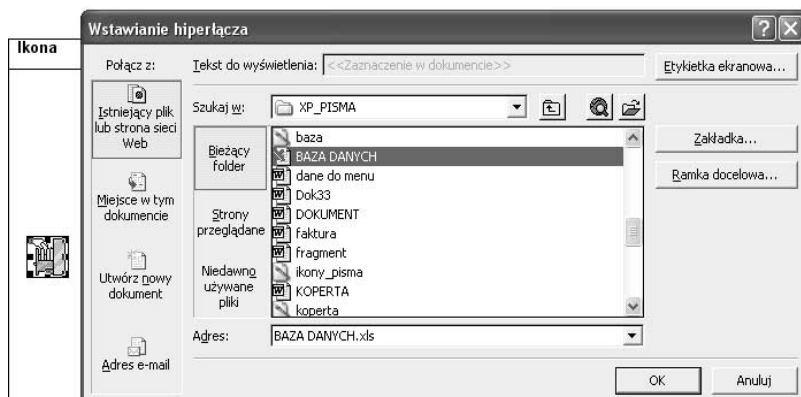 Ikona
Wstawianie hiperłącza
Połącz z:
Tekst do wyświetlenia: <<Zaznaczenie w dokumencie>>
Etykietka ekranowa...
Istniejący plik
lub strona sieci
Web
Miejsce w tym
dokumencie
Utwórz nowy
dokument
Adres e-mail
Szukaj w:
XP_PISMA
Bieżący
folder
Strony
przeglądane
Niedawno
używane
pliki
baza
BAZA DANYCH
dane do menu
Dok33
DOKUMENT
faktura
fragment
ikony_pisma
KOPERTA
koperta
Zakładka...
Ramka docelowa...
Adres:
BAZA DANYCH.xls
OK
Anuluj